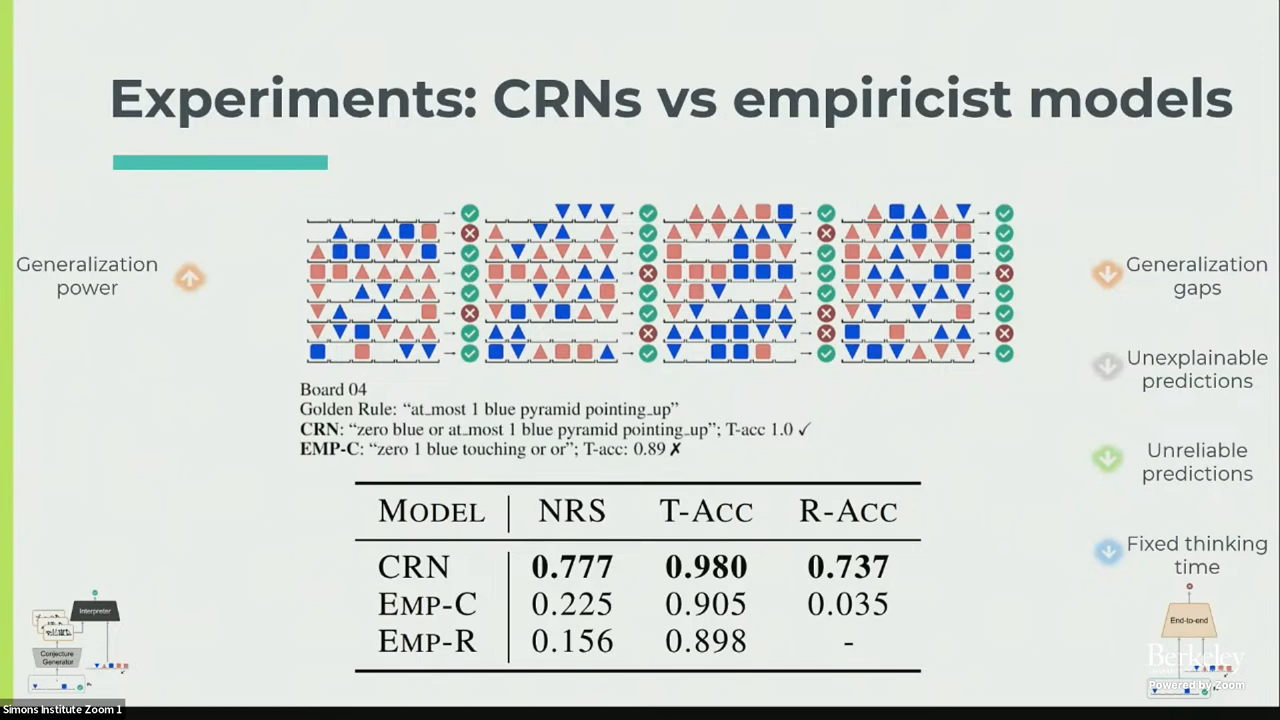 Experiments: CRNs vs empiricist models
Generalization
power
Board 04
Golden Rule: “at_most 1 blue pyramid pointing_up”
CRN: “zero blue or at_most 1 blue pyramid pointing_up”; T-acc 1.0 ✓
EMP-C: “zero 1 blue touching or or”; T-acc: 0.89 ✗
MODEL NRS T-ACC R-ACC
CRN 0.777 0.980 0.737
EMP-C 0.225 0.905 0.035
EMP-R 0.156 0.898 -
Generalization
gaps
Unexplainable
predictions
Unreliable
predictions
Fixed thinking
time
Interpreter
Conjecture
Generator
End-to-end
Berkeley
Powered by Zoom
Simons Institute Zoom 1